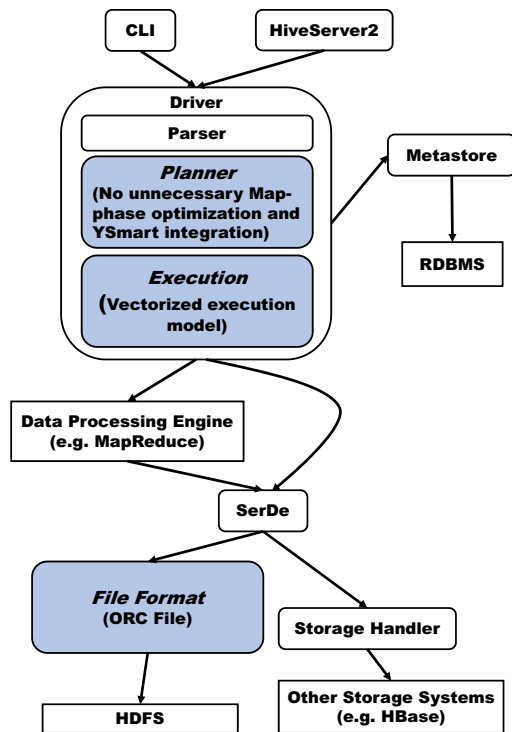 CLI
HiveServer2
Driver
Parser
Planner
(No unnecessary Map-
phase optimization and
YSmart integration)
Metastore
RDBMS
Execution
(Vectorized execution
model)
Data Processing Engine
(e.g. MapReduce)
SerDe
File Format
(ORC File)
Storage Handler
HDFS
Other Storage Systems
(e.g. HBase)